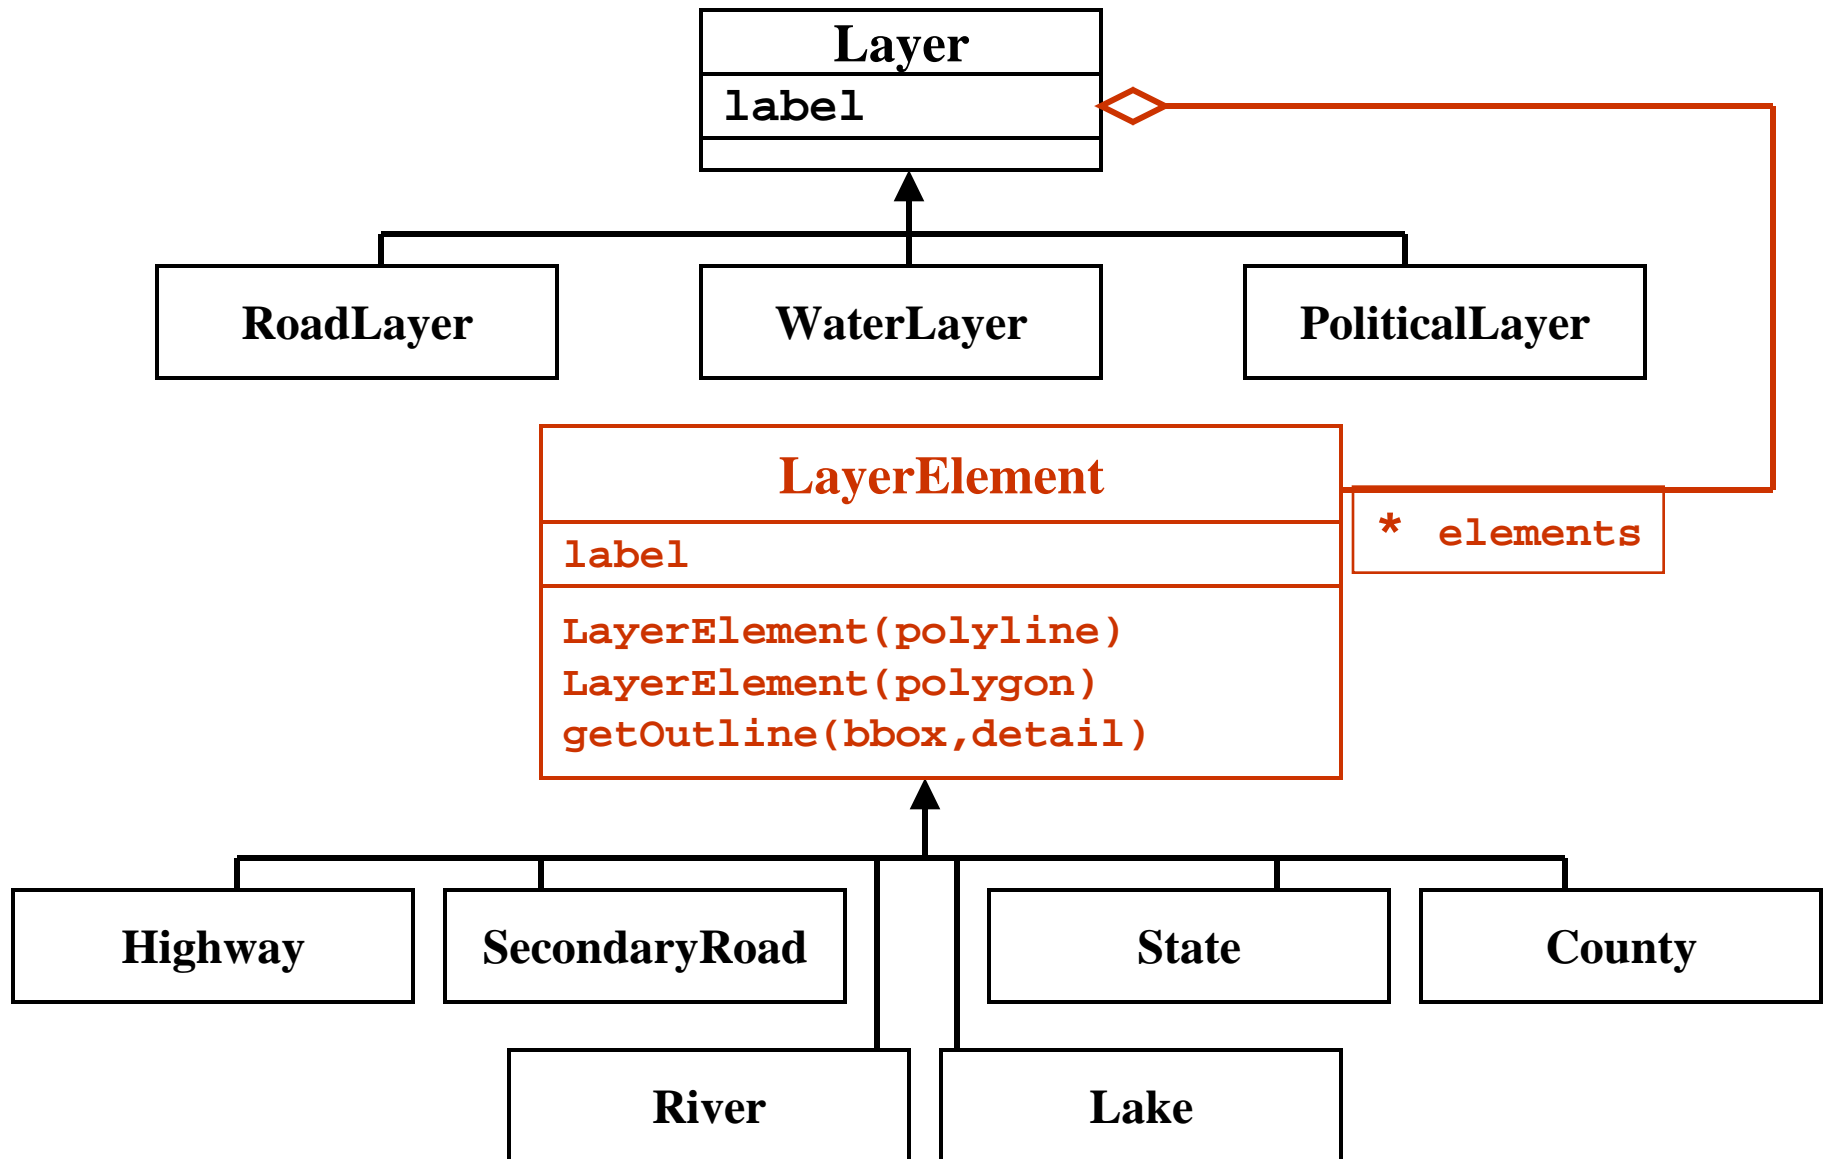 Layer
label
RoadLayer
WaterLayer
PoliticalLayer
LayerElement
* elements
label
LayerElement(polyline)
LayerElement(polygon)
getOutline(bbox,detail)
Highway
SecondaryRoad
State
County
River
Lake